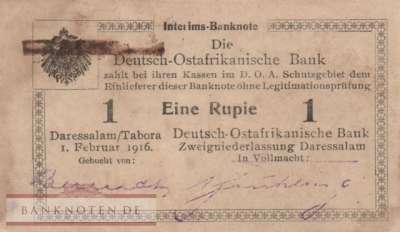 Interims-Banknote
Die
Deutsch-Ostafrikanische Bank
zahlt bei ihren Kassen im D. O. A. Schutzgebiet dem
Einlieferer dieser Banknote ohne Legitimationsprüfung
1 Eine Rupie 1
Daressalam/Tabora
1. Februar 1916.
Gebucht von:
Deutsch-Ostafrikanische Bank
Zweigniederlassung Daressalam
In Vollmacht:
BANKNOTEN.DE